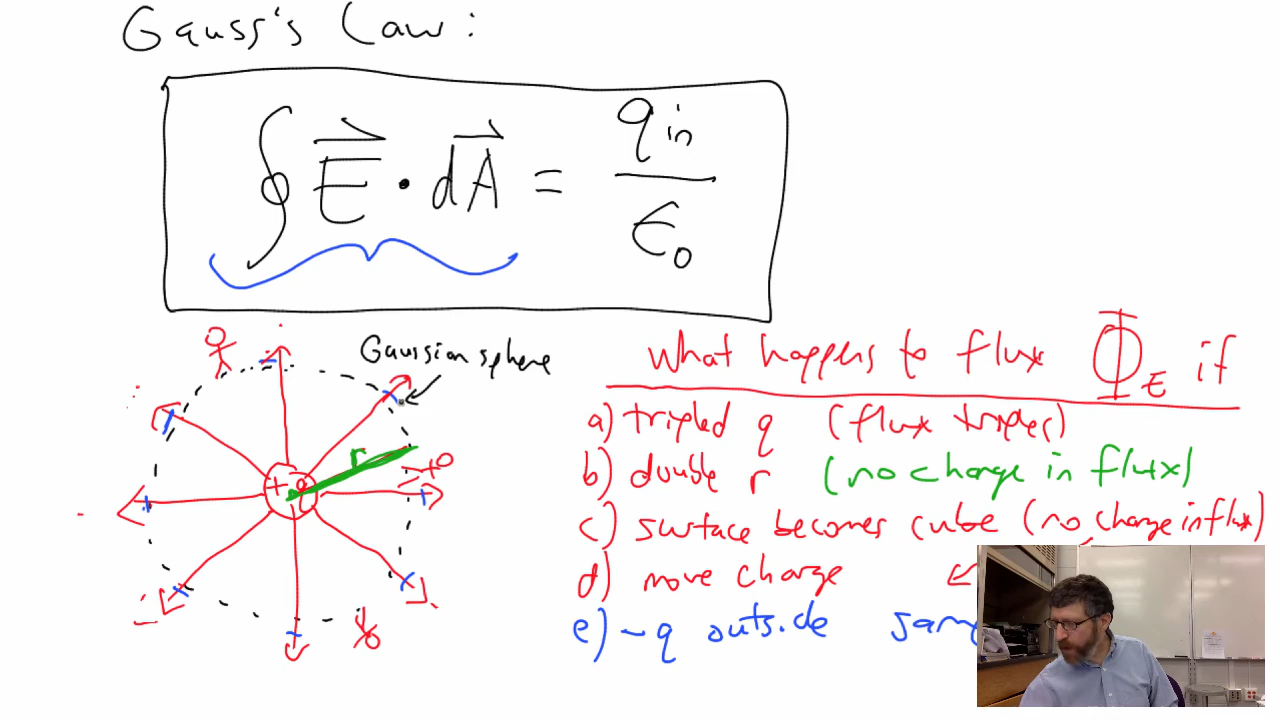 Gauss's Law:
∮ E⃗ · dA⃗ = q in / ϵ0
Gaussian sphere
r
+ q
What happens to flux Φ_E if
a) tripled q (flux triples)
b) double r (no change in flux)
c) surface becomes cube (no change in flux)
d) move charge
e) -q outside same